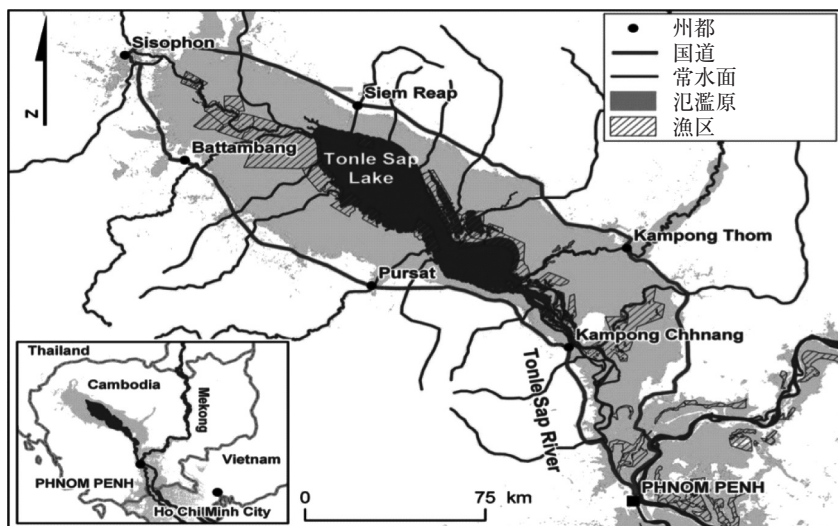 州都
国道
常水面
氾濫原
漁区
Sisophon
N
Siem Reap
Battambang
Tonle Sap
Lake
Kampong Thom
Pursat
Kampong Chhnang
Tonle Sap River
PHNOM PENH
Thailand
Cambodia
Mekong
Vietnam
PHNOM PENH
Ho ChilMinh City
0 75 km